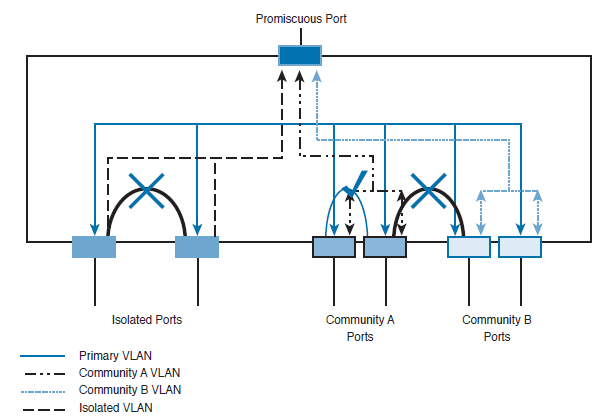 Promiscuous Port
Isolated Ports
Community A
Ports
Community B
Ports
Primary VLAN
Community A VLAN
Community B VLAN
Isolated VLAN